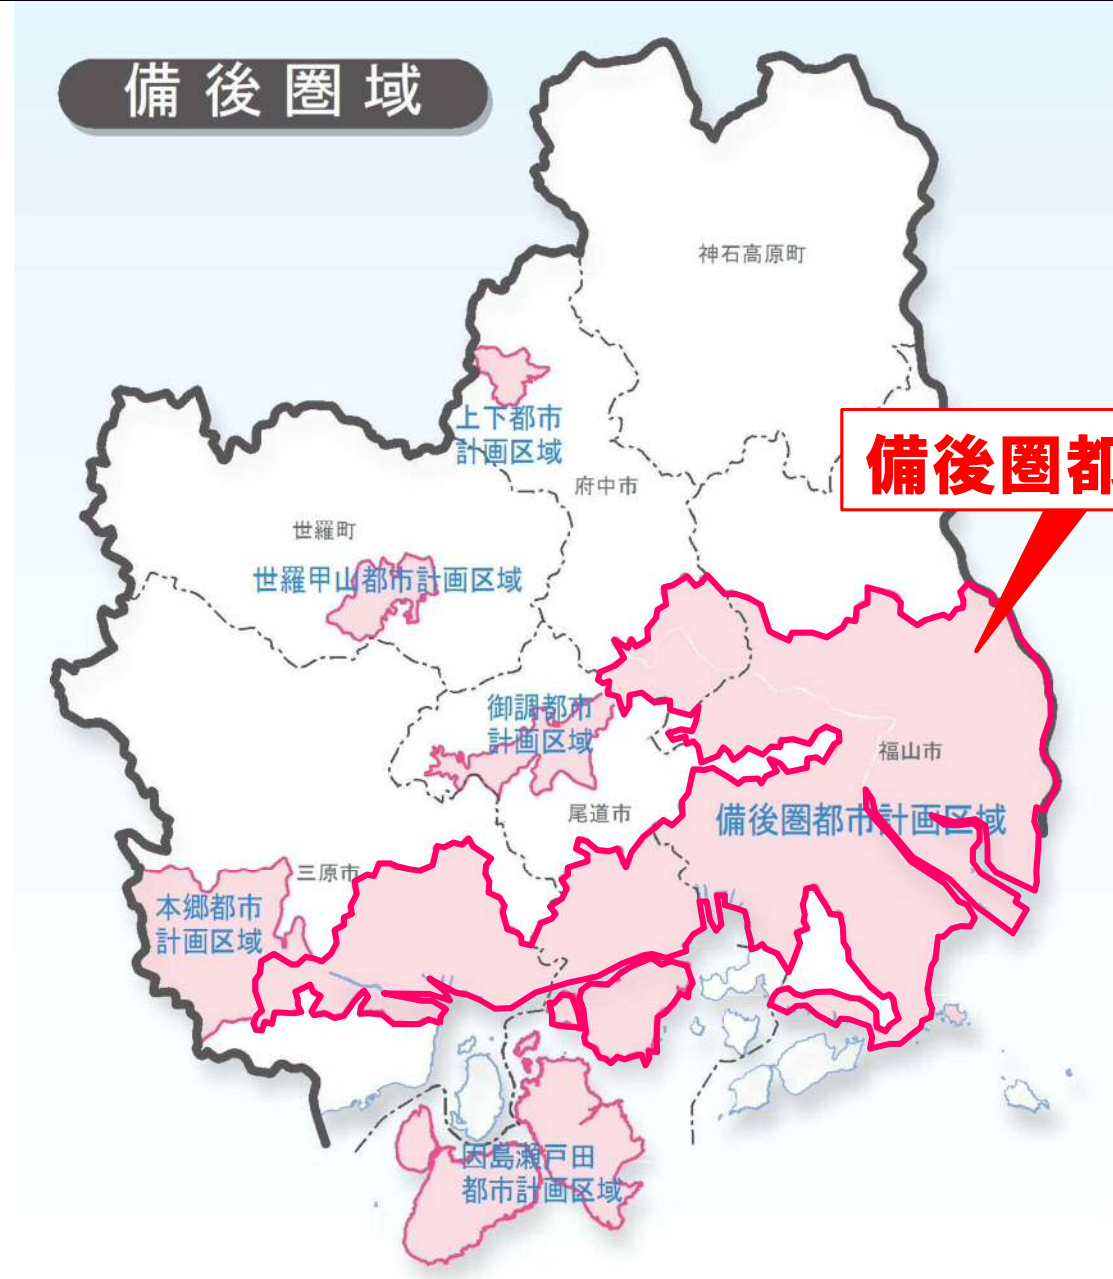 備後圏域
神石高原町
上下都市
計画区域
備後圏都
府中市
世羅町
世羅甲山都市計画区域
御調都市
計画区域
福山市
尾道市
備後圏都市計画区域
三原市
本郷都市
計画区域
因島瀬戸田
都市計画区域